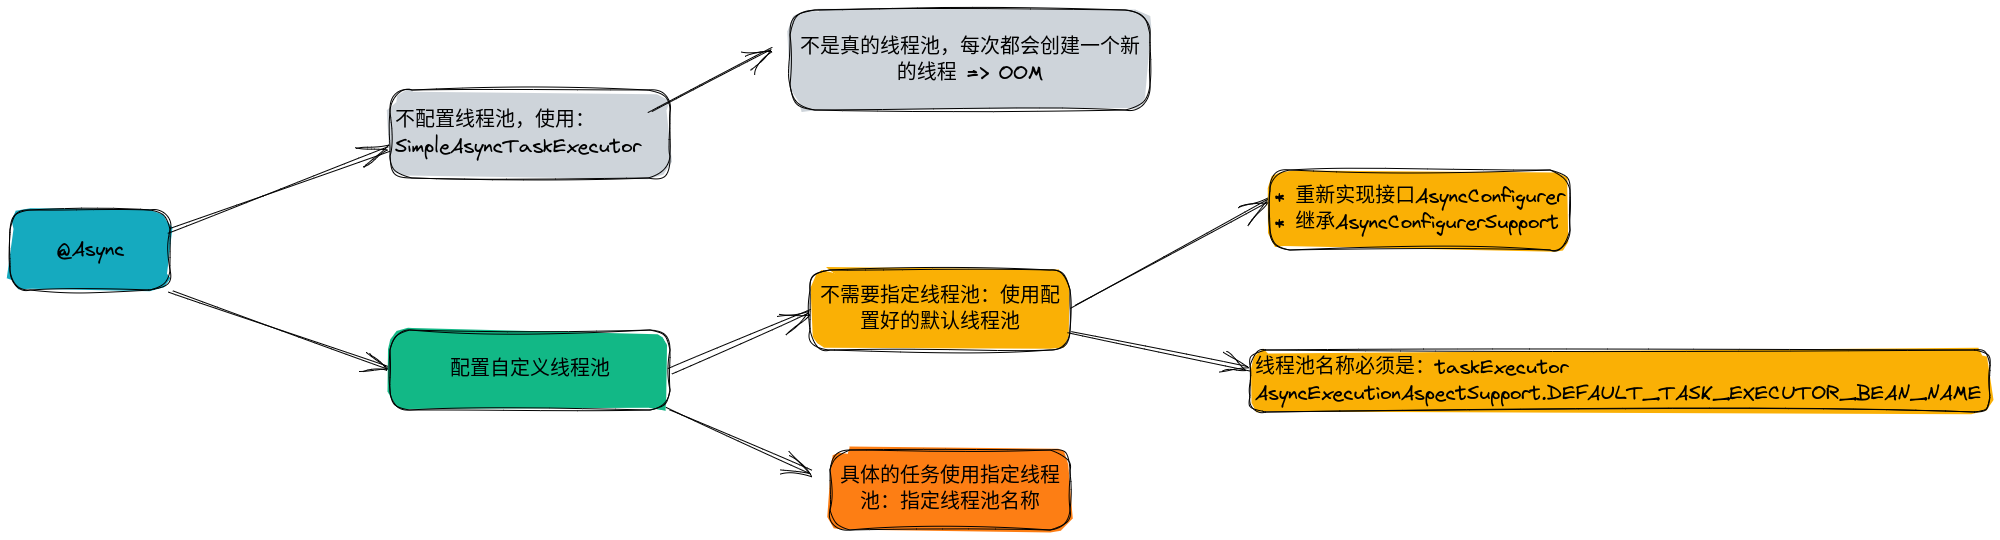 不是真的线程池，每次都会创建一个新
的线程 => OOM
不配置线程池，使用：
SimpleAsyncTaskExecutor
@Async
* 重新实现接口AsyncConfigurer
* 继承AsyncConfigurerSupport
不需要指定线程池：使用配
置好的默认线程池
配置自定义线程池
线程池名称必须是：taskExecutor
AsyncExecutionAspectSupport.DEFAULT_TASK_EXECUTOR_BEAN_NAME
具体的任务使用指定线程
池：指定线程池名称